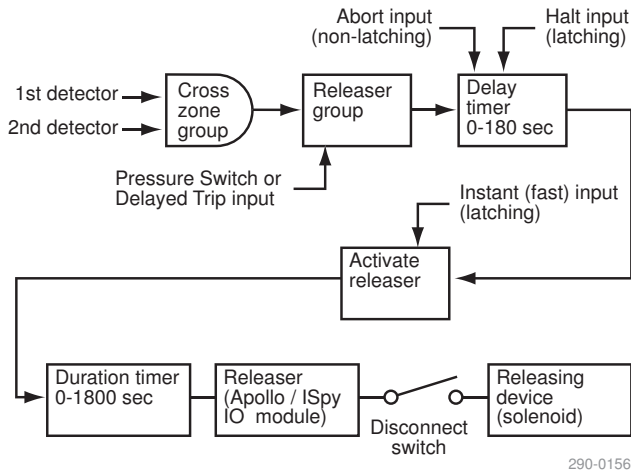 Abort input
(non-latching)
Halt input
(latching)
1st detector
2nd detector
Cross
zone
group
Releaser
group
Delay
timer
0-180 sec
Pressure Switch or
Delayed Trip input
Instant (fast) input
(latching)
Activate
releaser
Duration timer
0-1800 sec
Releaser
(Apollo / ISpy
IO module)
Disconnect
switch
Releasing
device
(solenoid)
290-0156